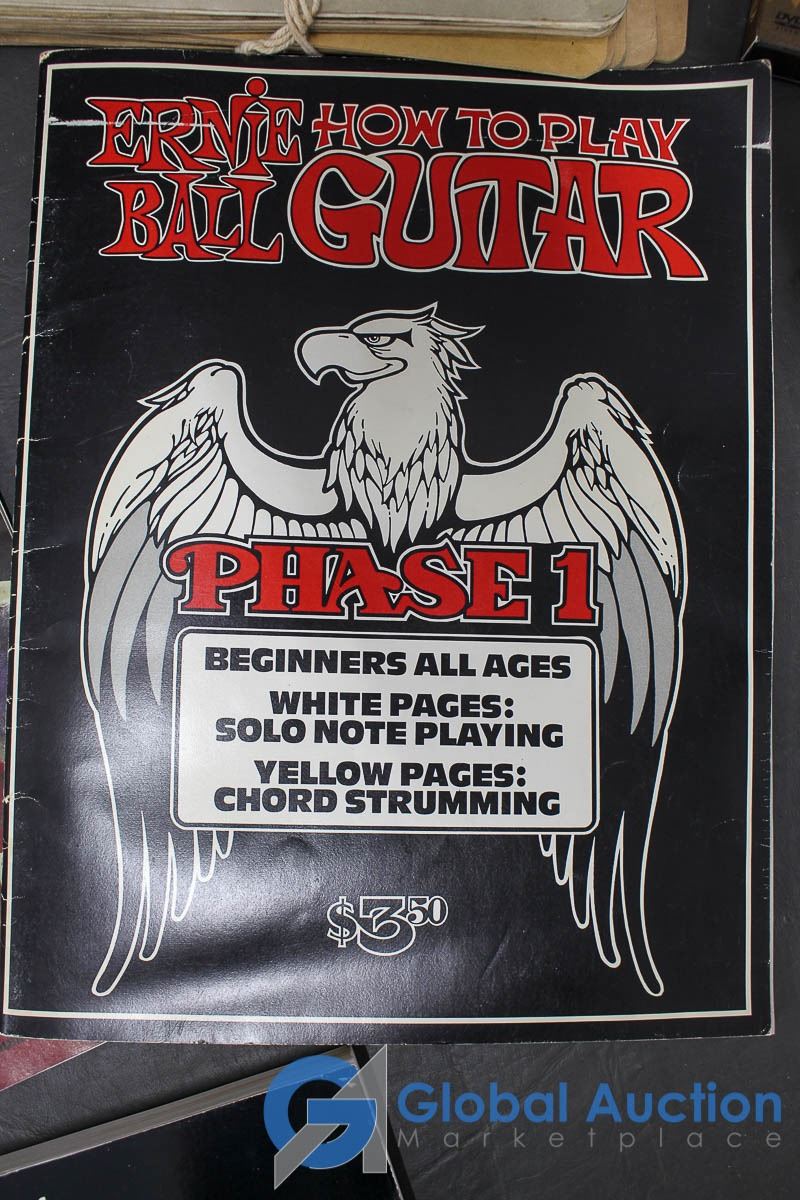 ERNiE BALL HOW TO PLAY GUITAR
PHASE 1
BEGINNERS ALL AGES
WHITE PAGES:
SOLO NOTE PLAYING
YELLOW PAGES:
CHORD STRUMMING
$3.50
Global Auction
Marketplace